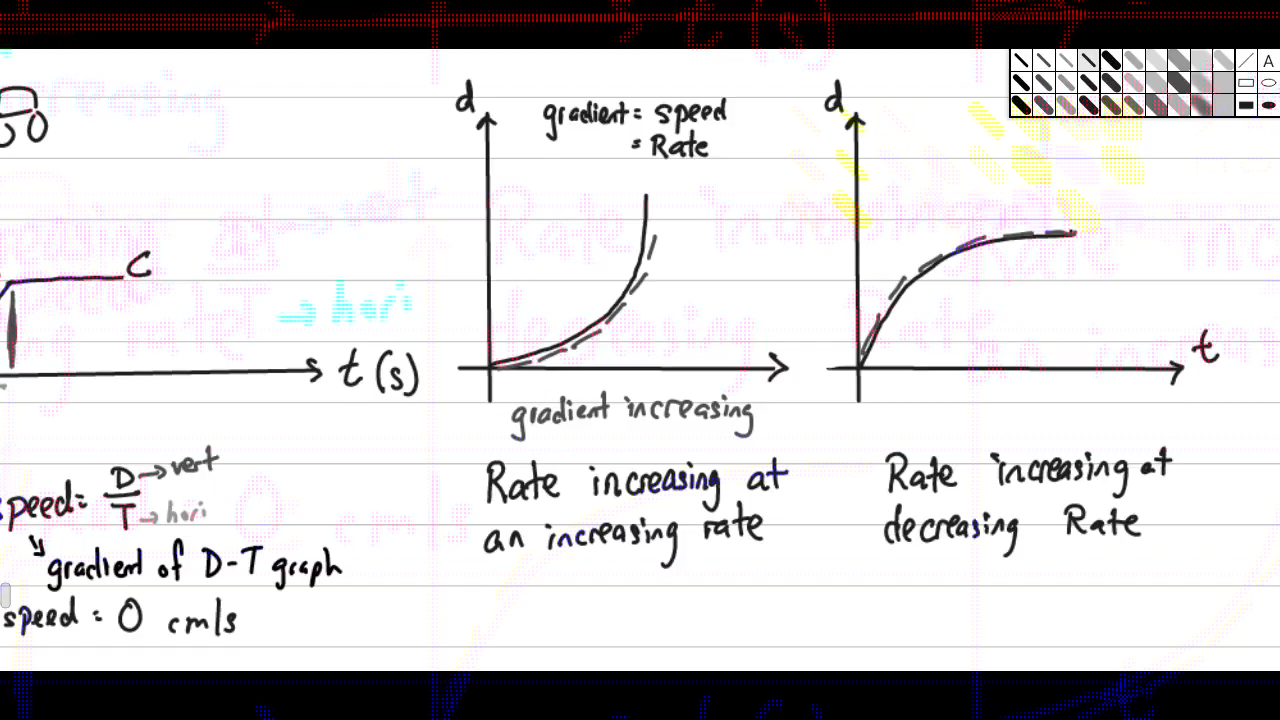 C
t (s)
speed = D → vert
T → hori
gradient of D-T graph
speed = 0 cm/s
d
gradient = speed
= Rate
gradient increasing
Rate increasing at
an increasing rate
d
t
Rate increasing at
decreasing Rate
A